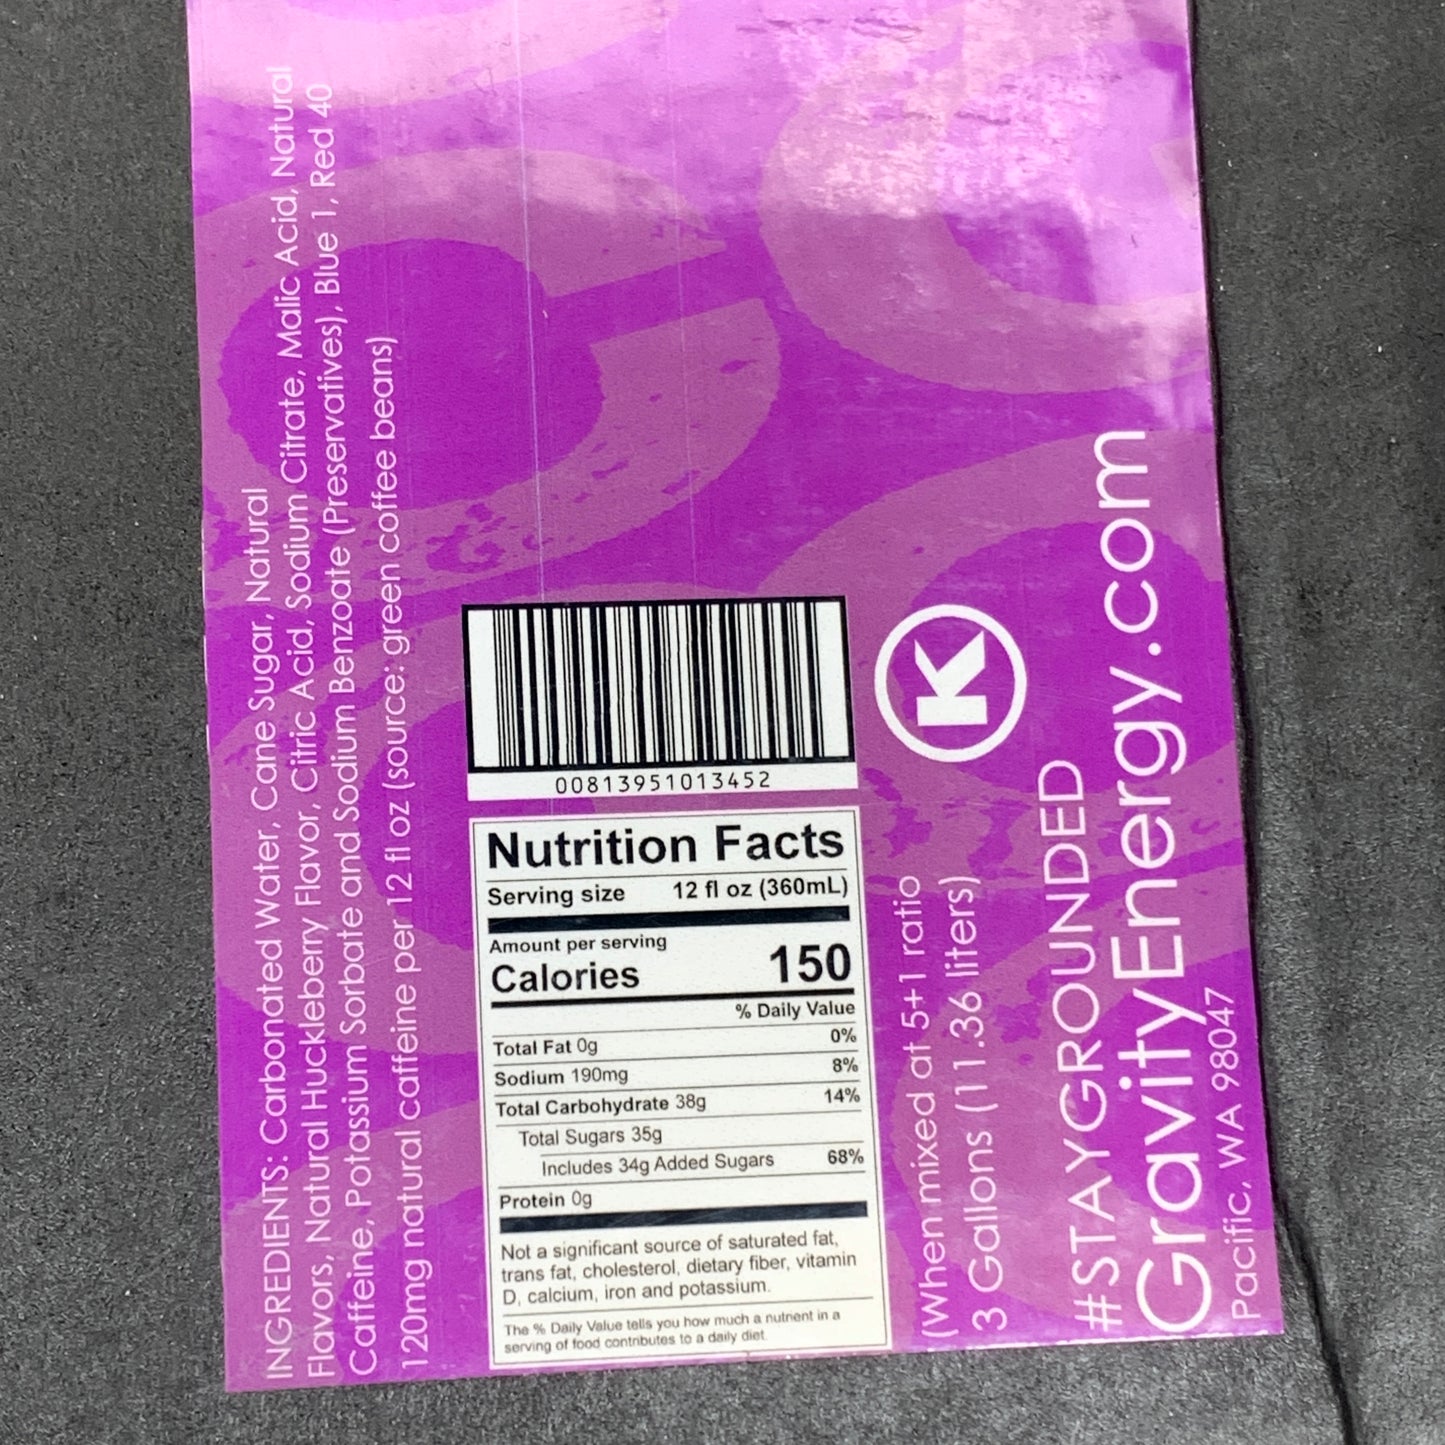 INGREDIENTS: Carbonated Water, Cane Sugar, Natural
Flavors, Natural Huckleberry Flavor, Citric Acid, Sodium Citrate, Malic Acid, Natural
Caffeine, Potassium Sorbate and Sodium Benzoate (Preservatives), Blue 1, Red 40
120mg natural caffeine per 12 fl oz (source: green coffee beans)
00813951013452
Nutrition Facts
Serving size 12 fl oz (360mL)
Amount per serving
Calories 150
% Daily Value
Total Fat 0g 0%
Sodium 190mg 8%
Total Carbohydrate 38g 14%
Total Sugars 35g
Includes 34g Added Sugars 68%
Protein 0g
Not a significant source of saturated fat,
trans fat, cholesterol, dietary fiber, vitamin
D, calcium, iron and potassium.
The % Daily Value tells you how much a nutrient in a
serving of food contributes to a daily diet.
K
(When mixed at 5+1 ratio
3 Gallons (11.36 liters)
#STAYGROUNDED
GravityEnergy.com
Pacific, WA 98047